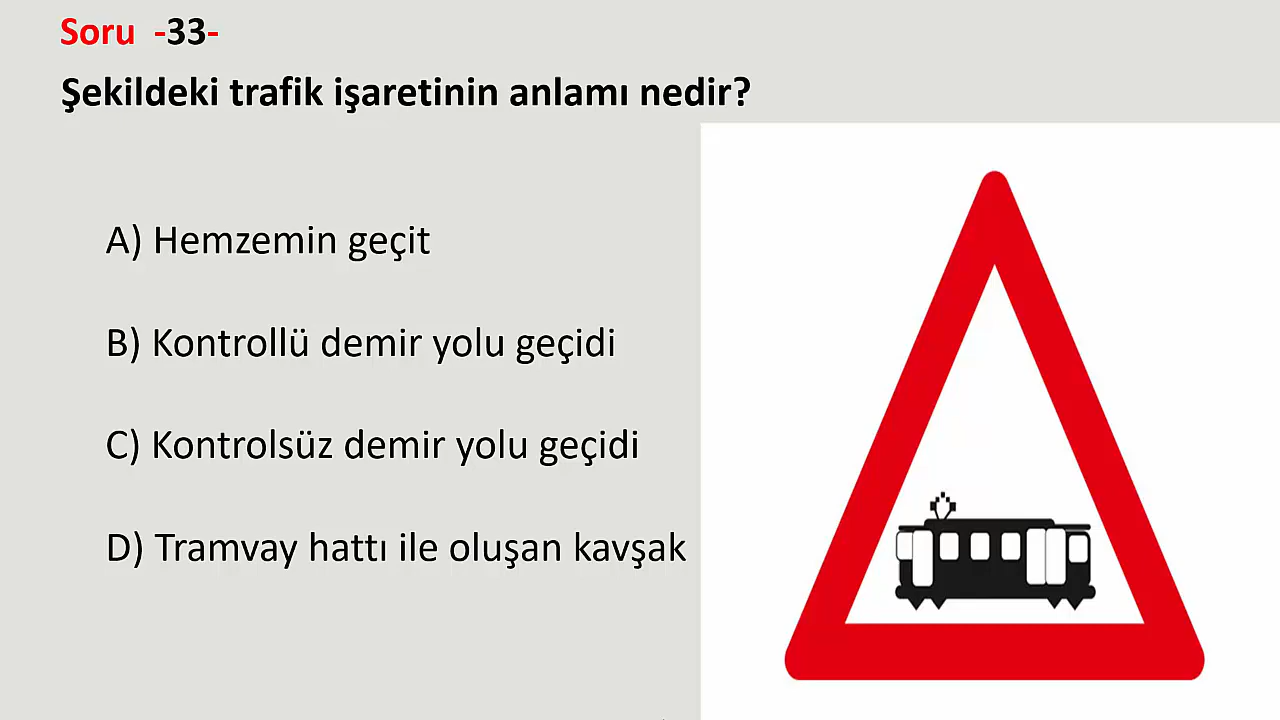 Soru -33-
Şekildeki trafik işaretinin anlamı nedir?
A) Hemzemin geçit
B) Kontrollü demir yolu geçidi
C) Kontrolsüz demir yolu geçidi
D) Tramvay hattı ile oluşan kavşak